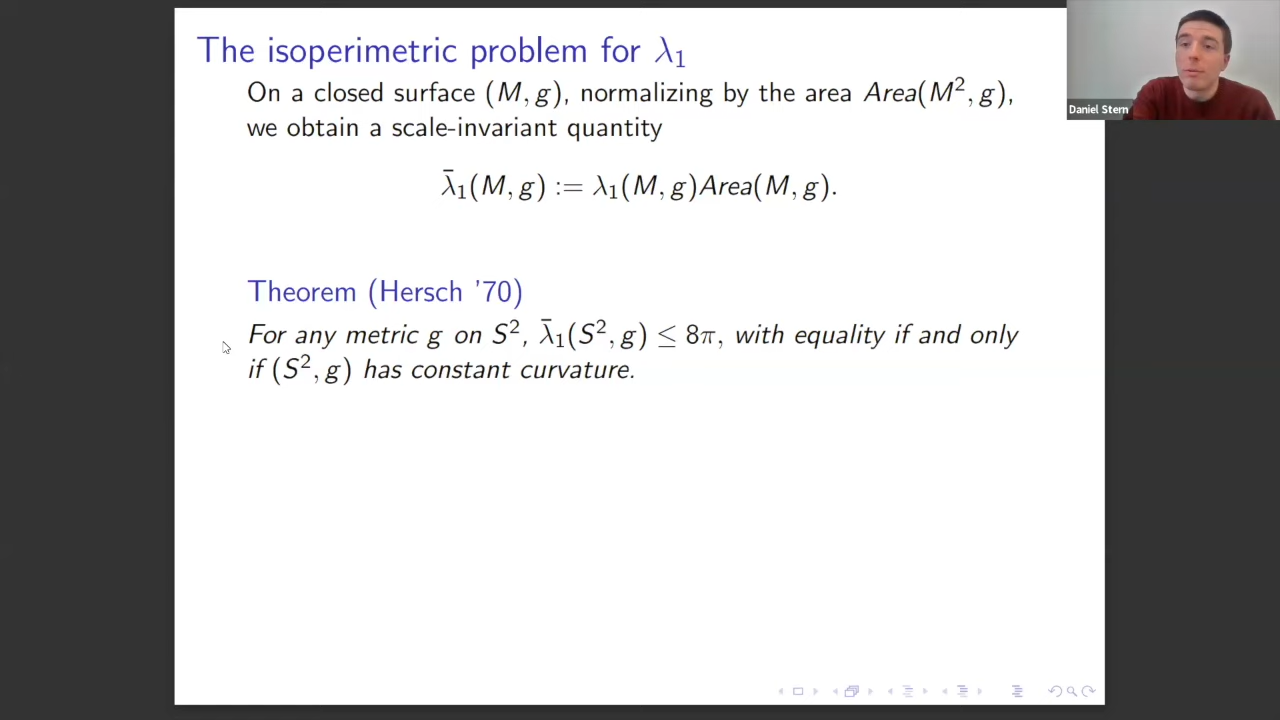 The isoperimetric problem for λ₁
On a closed surface (M, g), normalizing by the area Area(M², g),
we obtain a scale-invariant quantity
λ̄₁(M, g) := λ₁(M, g)Area(M, g).
Theorem (Hersch ’70)
For any metric g on S², λ̄₁(S², g) ≤ 8π, with equality if and only
if (S², g) has constant curvature.
Daniel Stern